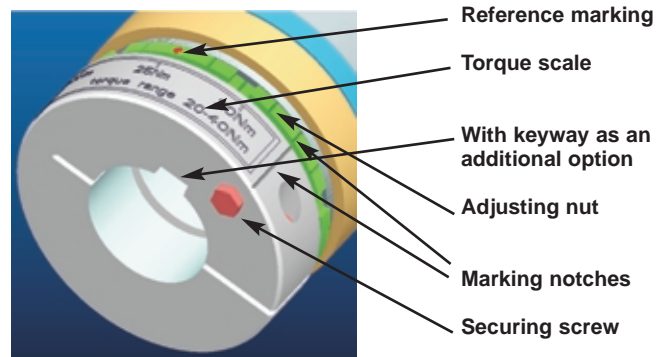 Reference marking
Torque scale
With keyway as an
additional option
Adjusting nut
Marking notches
Securing screw
25Nm
torque range 20-40Nm